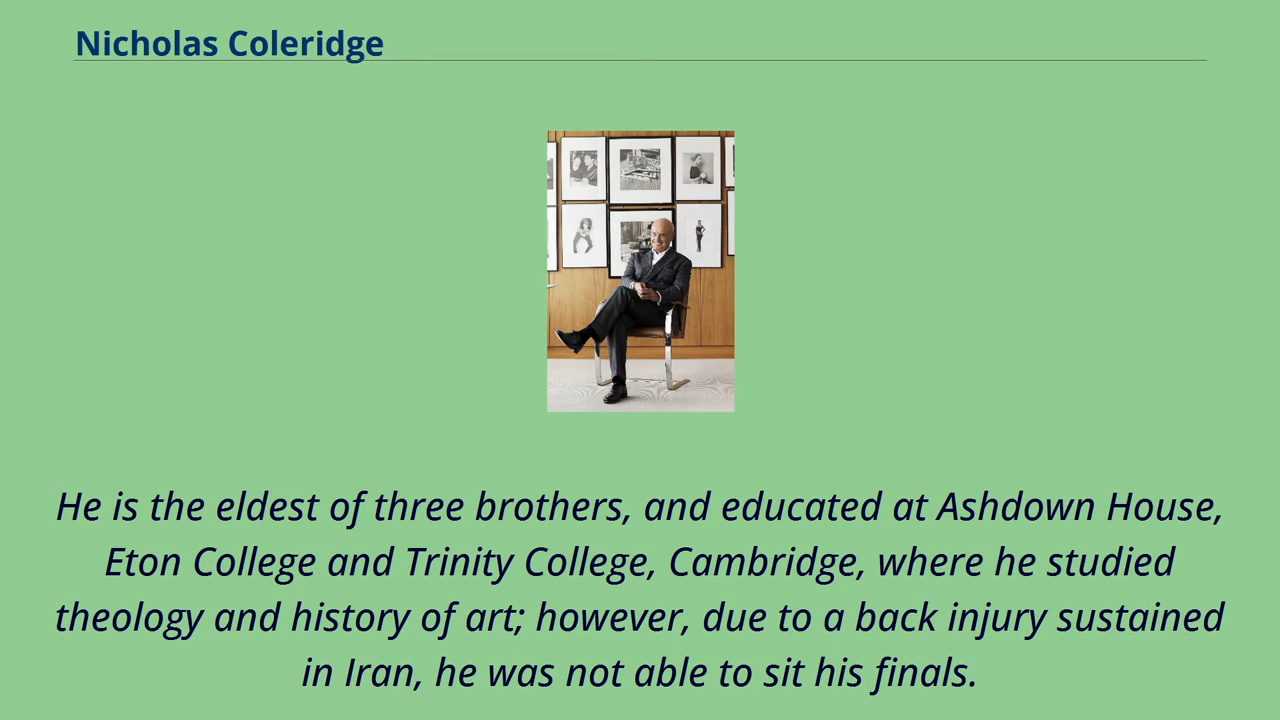 Nicholas Coleridge
He is the eldest of three brothers, and educated at Ashdown House,
Eton College and Trinity College, Cambridge, where he studied
theology and history of art; however, due to a back injury sustained
in Iran, he was not able to sit his finals.